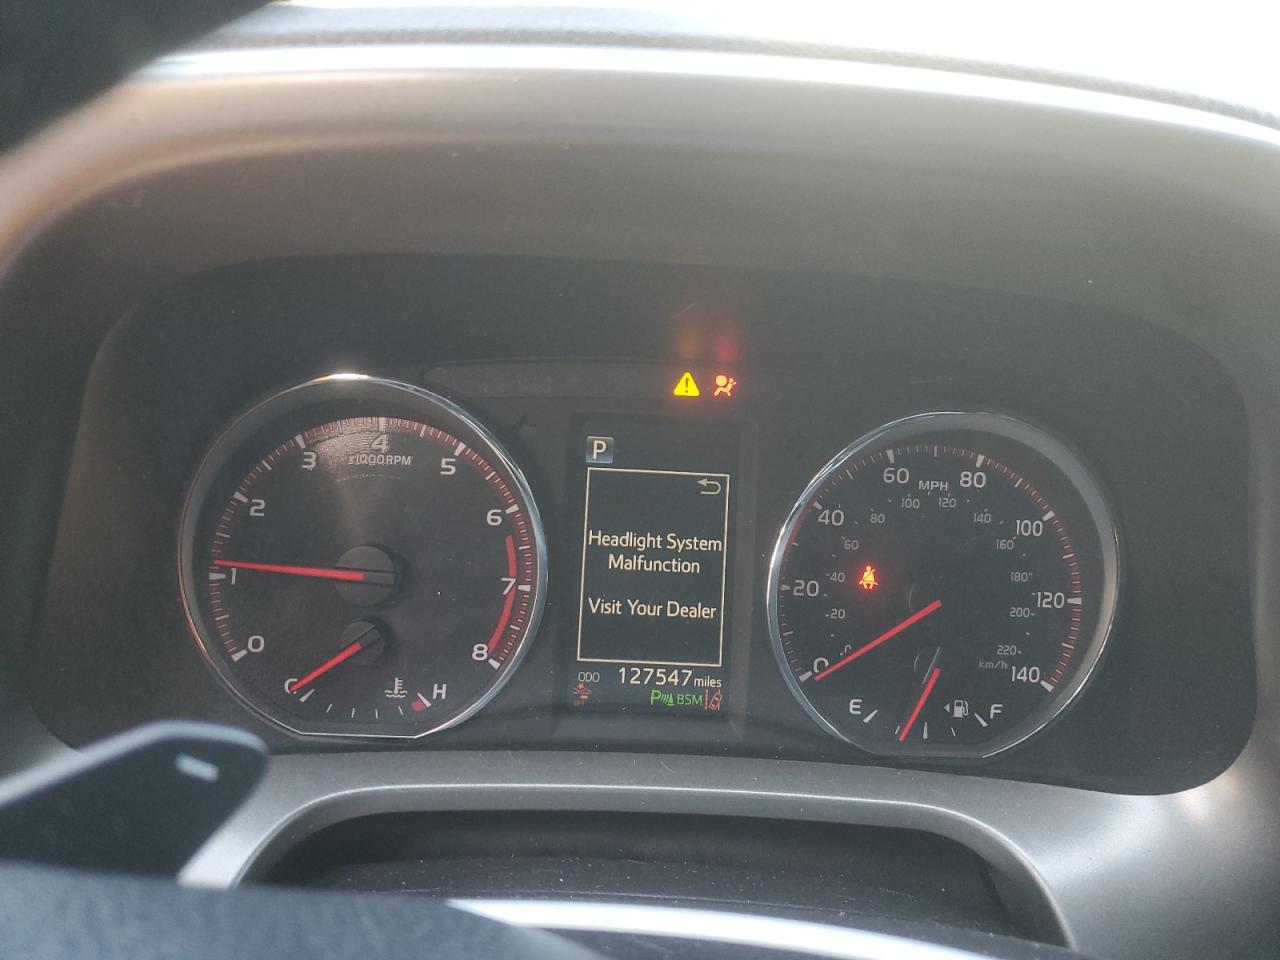 P
Headlight System
Malfunction
Visit Your Dealer
ODO 127547 miles
OFF
P BSM
0 1 2 3 4 5 6 7 8
x1000RPM
C H
0 20 40 60 80 100 120 140
MPH
0 20 40 60 80 100 120 140 160 180 200 220
km/h
E F